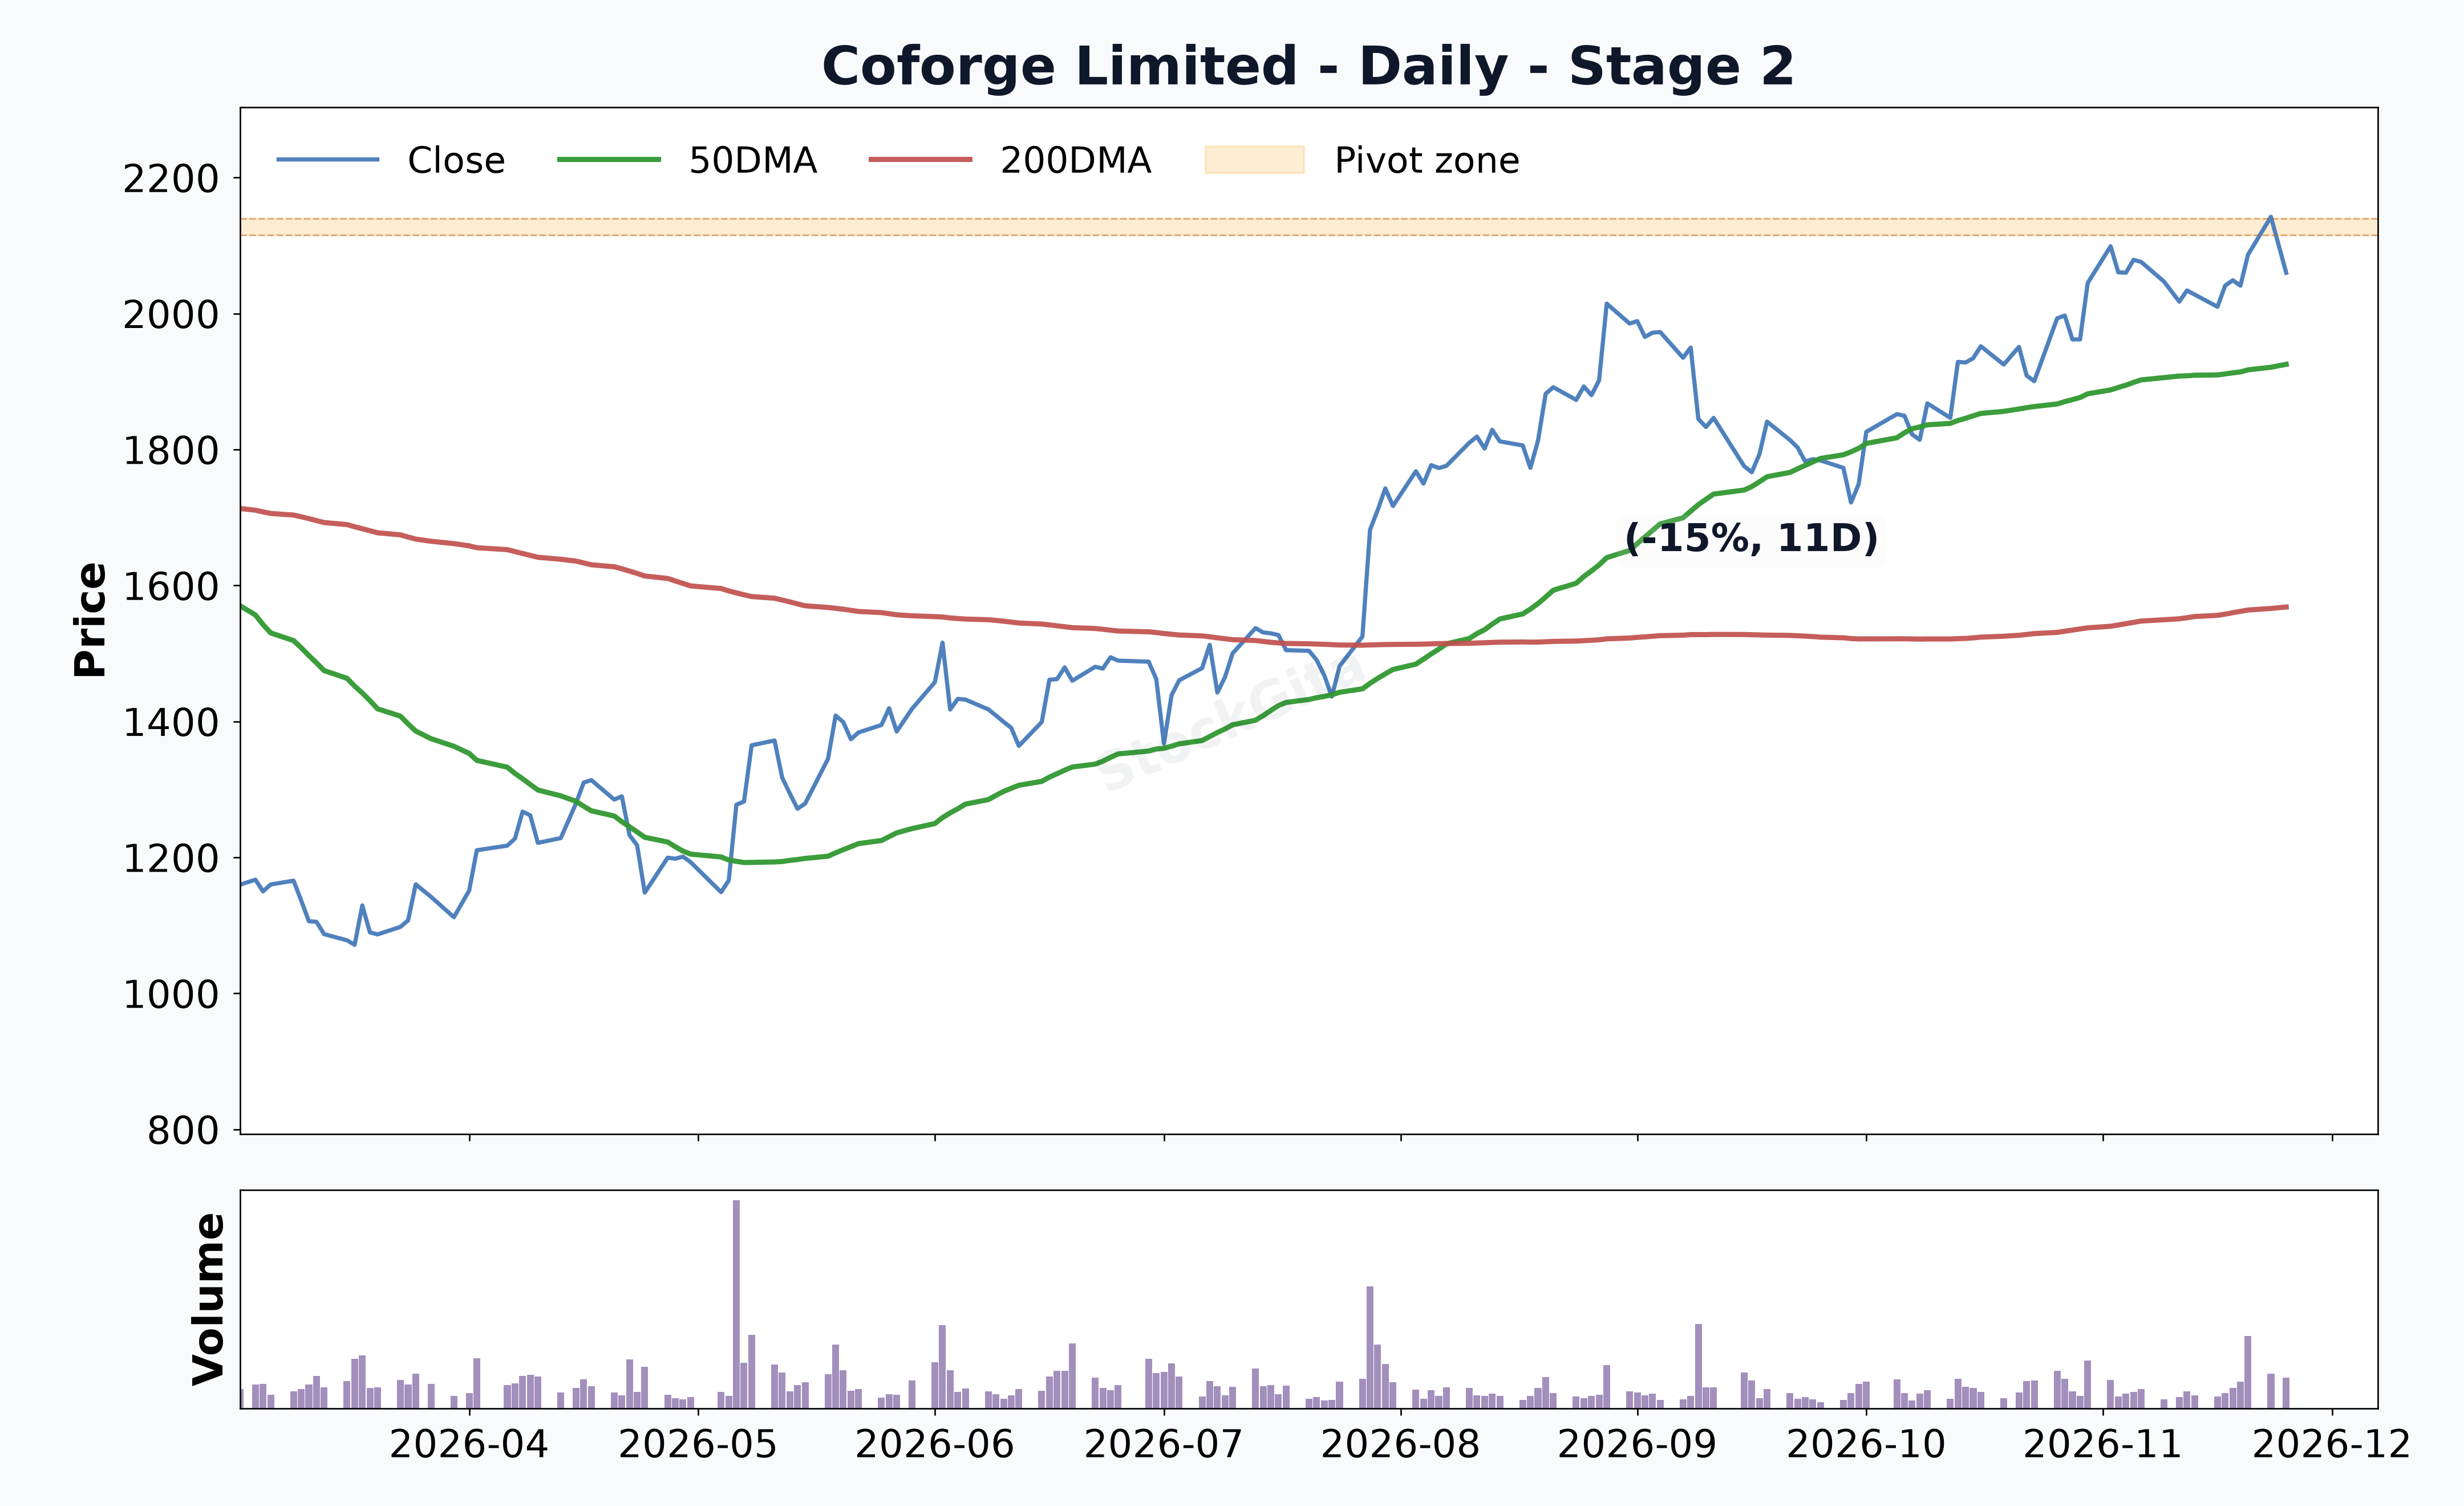 Coforge Limited - Daily - Stage 2
Close 50DMA 200DMA Pivot zone
2200
2000
1800
1600
1400
1200
1000
800
Price
(-15%, 11D)
StockGita
Volume
2026-04 2026-05 2026-06 2026-07 2026-08 2026-09 2026-10 2026-11 2026-12